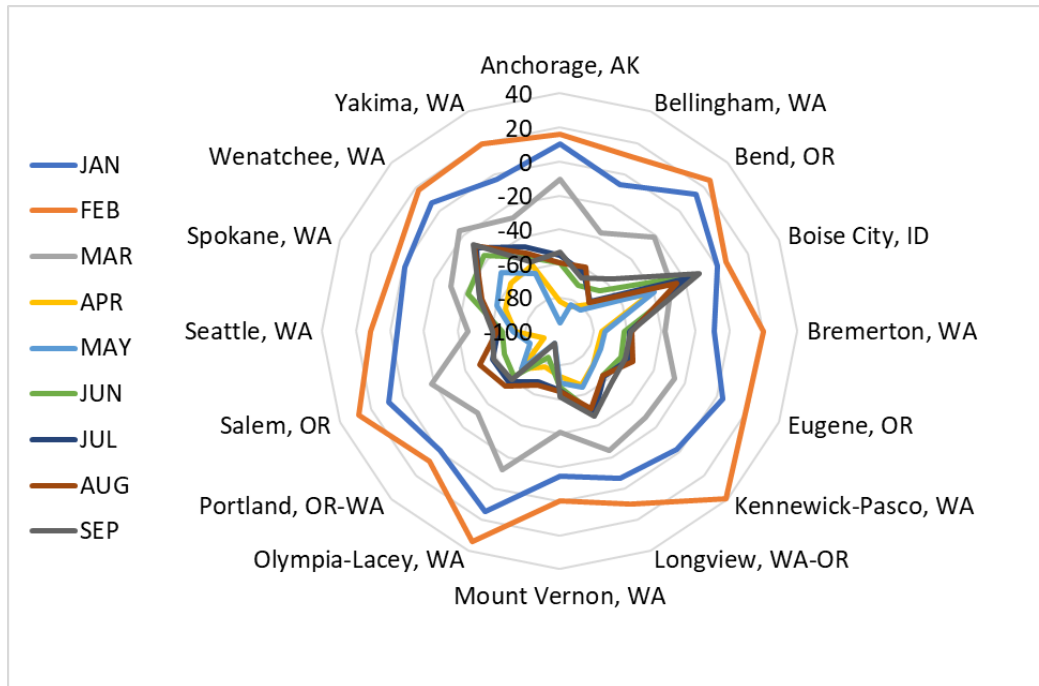 Anchorage, AK
Bellingham, WA
Bend, OR
Boise City, ID
Bremerton, WA
Eugene, OR
Kennewick-Pasco, WA
Longview, WA-OR
Mount Vernon, WA
Olympia-Lacey, WA
Portland, OR-WA
Salem, OR
Seattle, WA
Spokane, WA
Wenatchee, WA
Yakima, WA
40
20
0
-20
-40
-60
-80
-100
JAN
FEB
MAR
APR
MAY
JUN
JUL
AUG
SEP